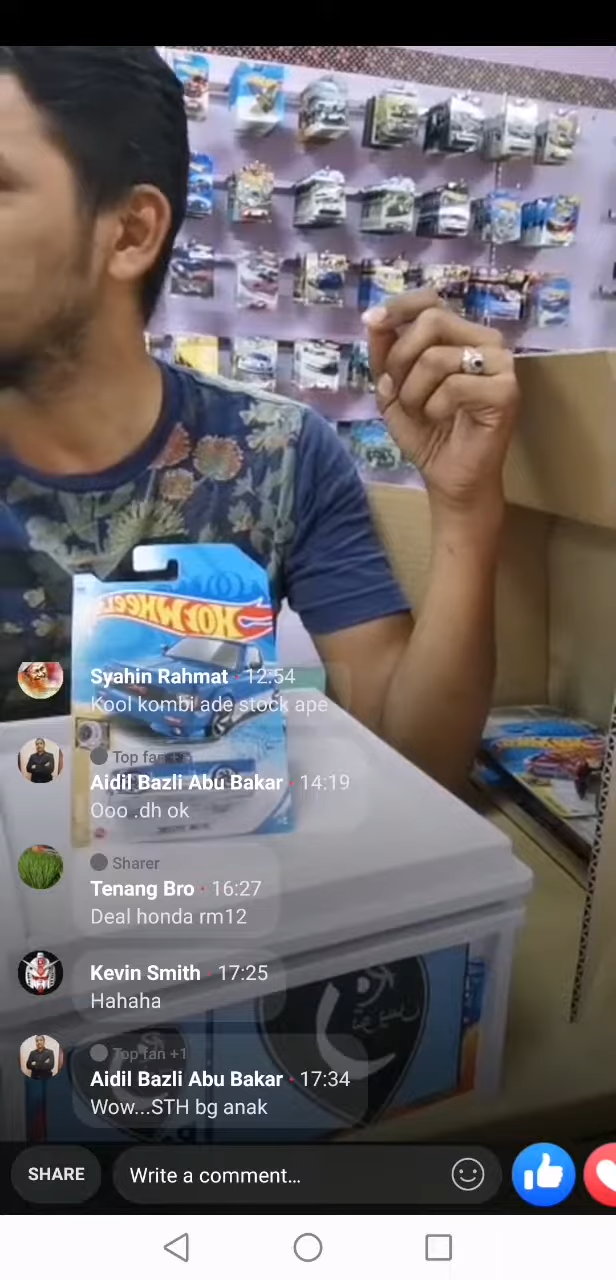 HOT WHEELS
Syahin Rahmat · 12:54
Kool kombi ade stock ape
Top fan +1
Aidil Bazli Abu Bakar · 14:19
Ooo .dh ok
Sharer
Tenang Bro · 16:27
Deal honda rm12
Kevin Smith · 17:25
Hahaha
Top fan +1
Aidil Bazli Abu Bakar · 17:34
Wow...STH bg anak
SHARE
Write a comment...